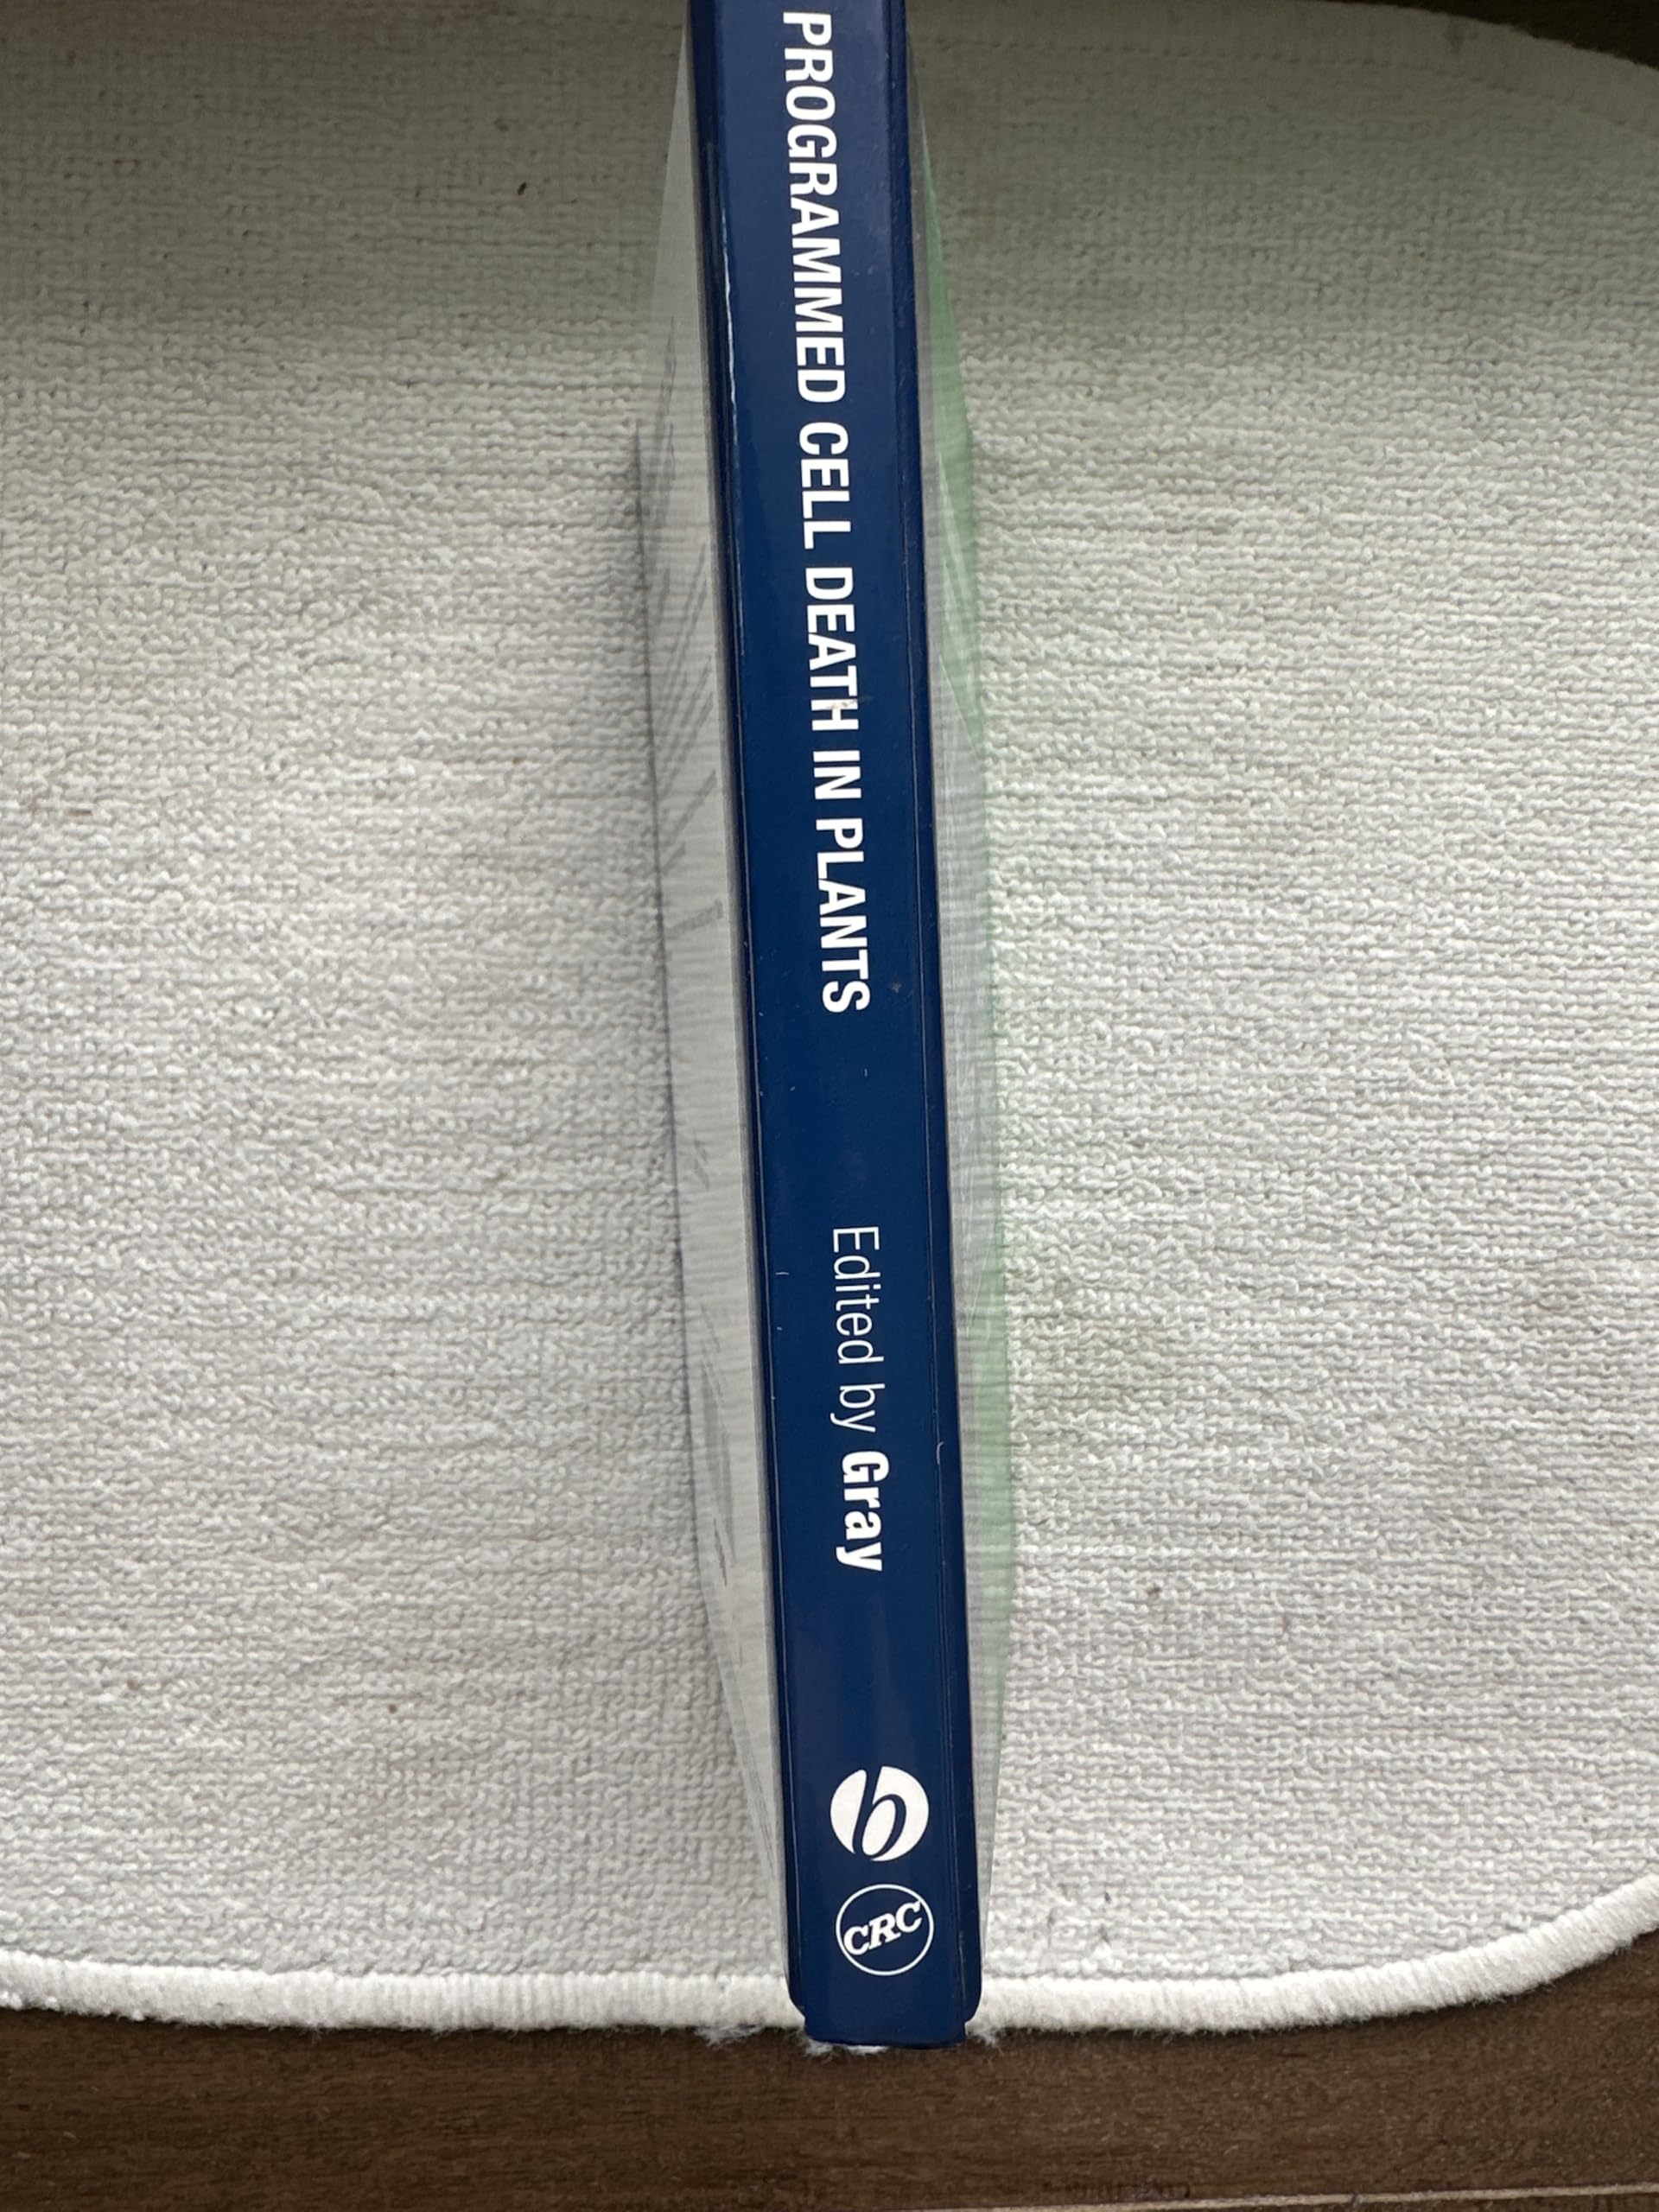 PROGRAMMED CELL DEATH IN PLANTS
Edited by Gray
b
CRC